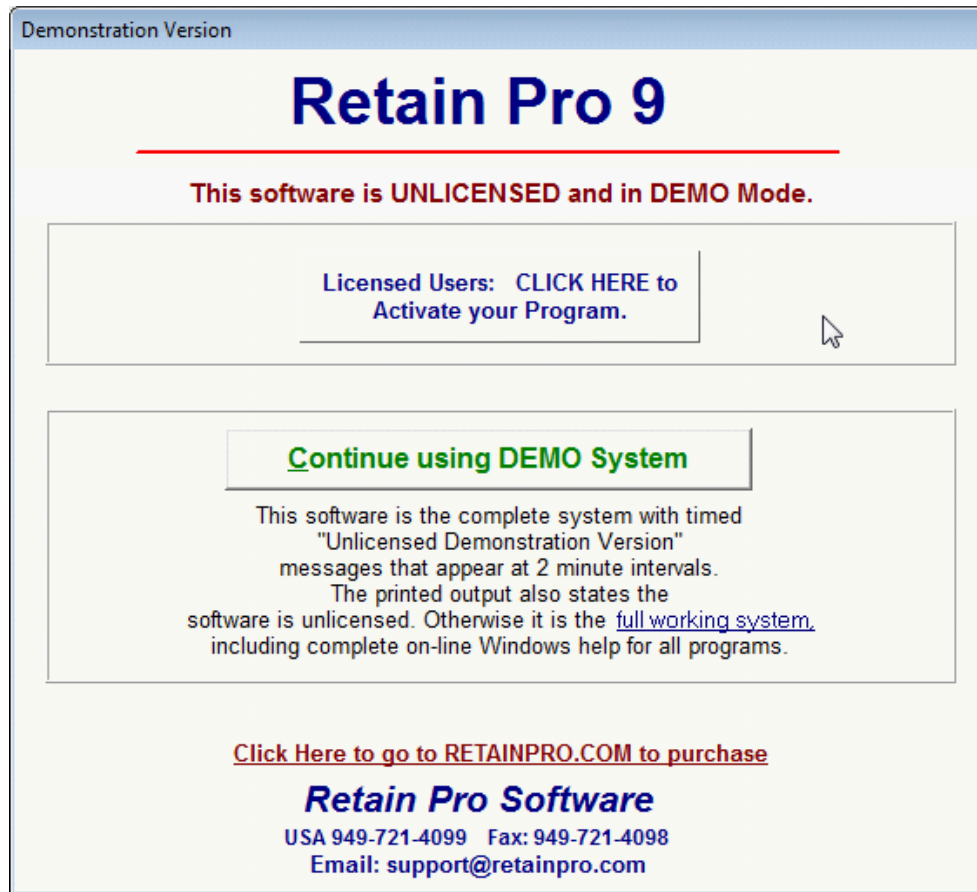 Demonstration Version
Retain Pro 9
This software is UNLICENSED and in DEMO Mode.
Licensed Users:   CLICK HERE to
Activate your Program.
Continue using DEMO System
This software is the complete system with timed
"Unlicensed Demonstration Version"
messages that appear at 2 minute intervals.
The printed output also states the
software is unlicensed. Otherwise it is the full working system,
including complete on-line Windows help for all programs.
Click Here to go to RETAINPRO.COM to purchase
Retain Pro Software
USA 949-721-4099   Fax: 949-721-4098
Email: support@retainpro.com